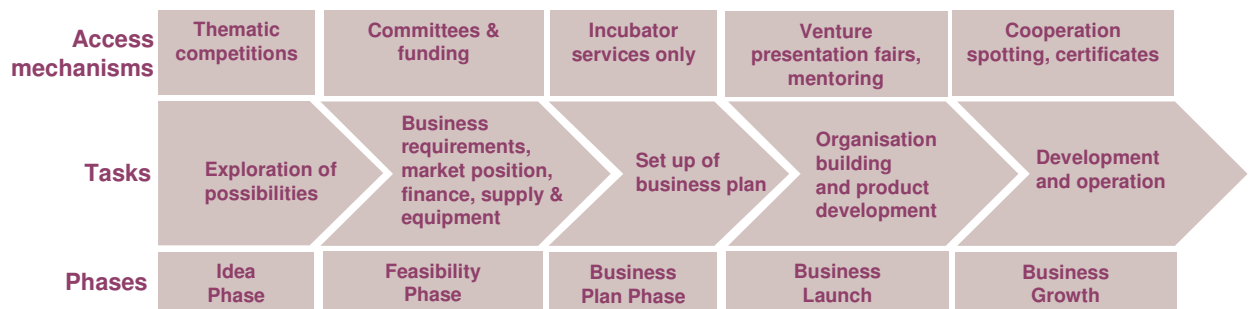 Access
mechanisms
Thematic
competitions
Committees &
funding
Incubator
services only
Venture
presentation fairs,
mentoring
Cooperation
spotting, certificates
Tasks
Exploration of
possibilities
Business
requirements,
market position,
finance, supply &
equipment
Set up of
business plan
Organisation
building
and product
development
Development
and operation
Phases
Idea
Phase
Feasibility
Phase
Business
Plan Phase
Business
Launch
Business
Growth